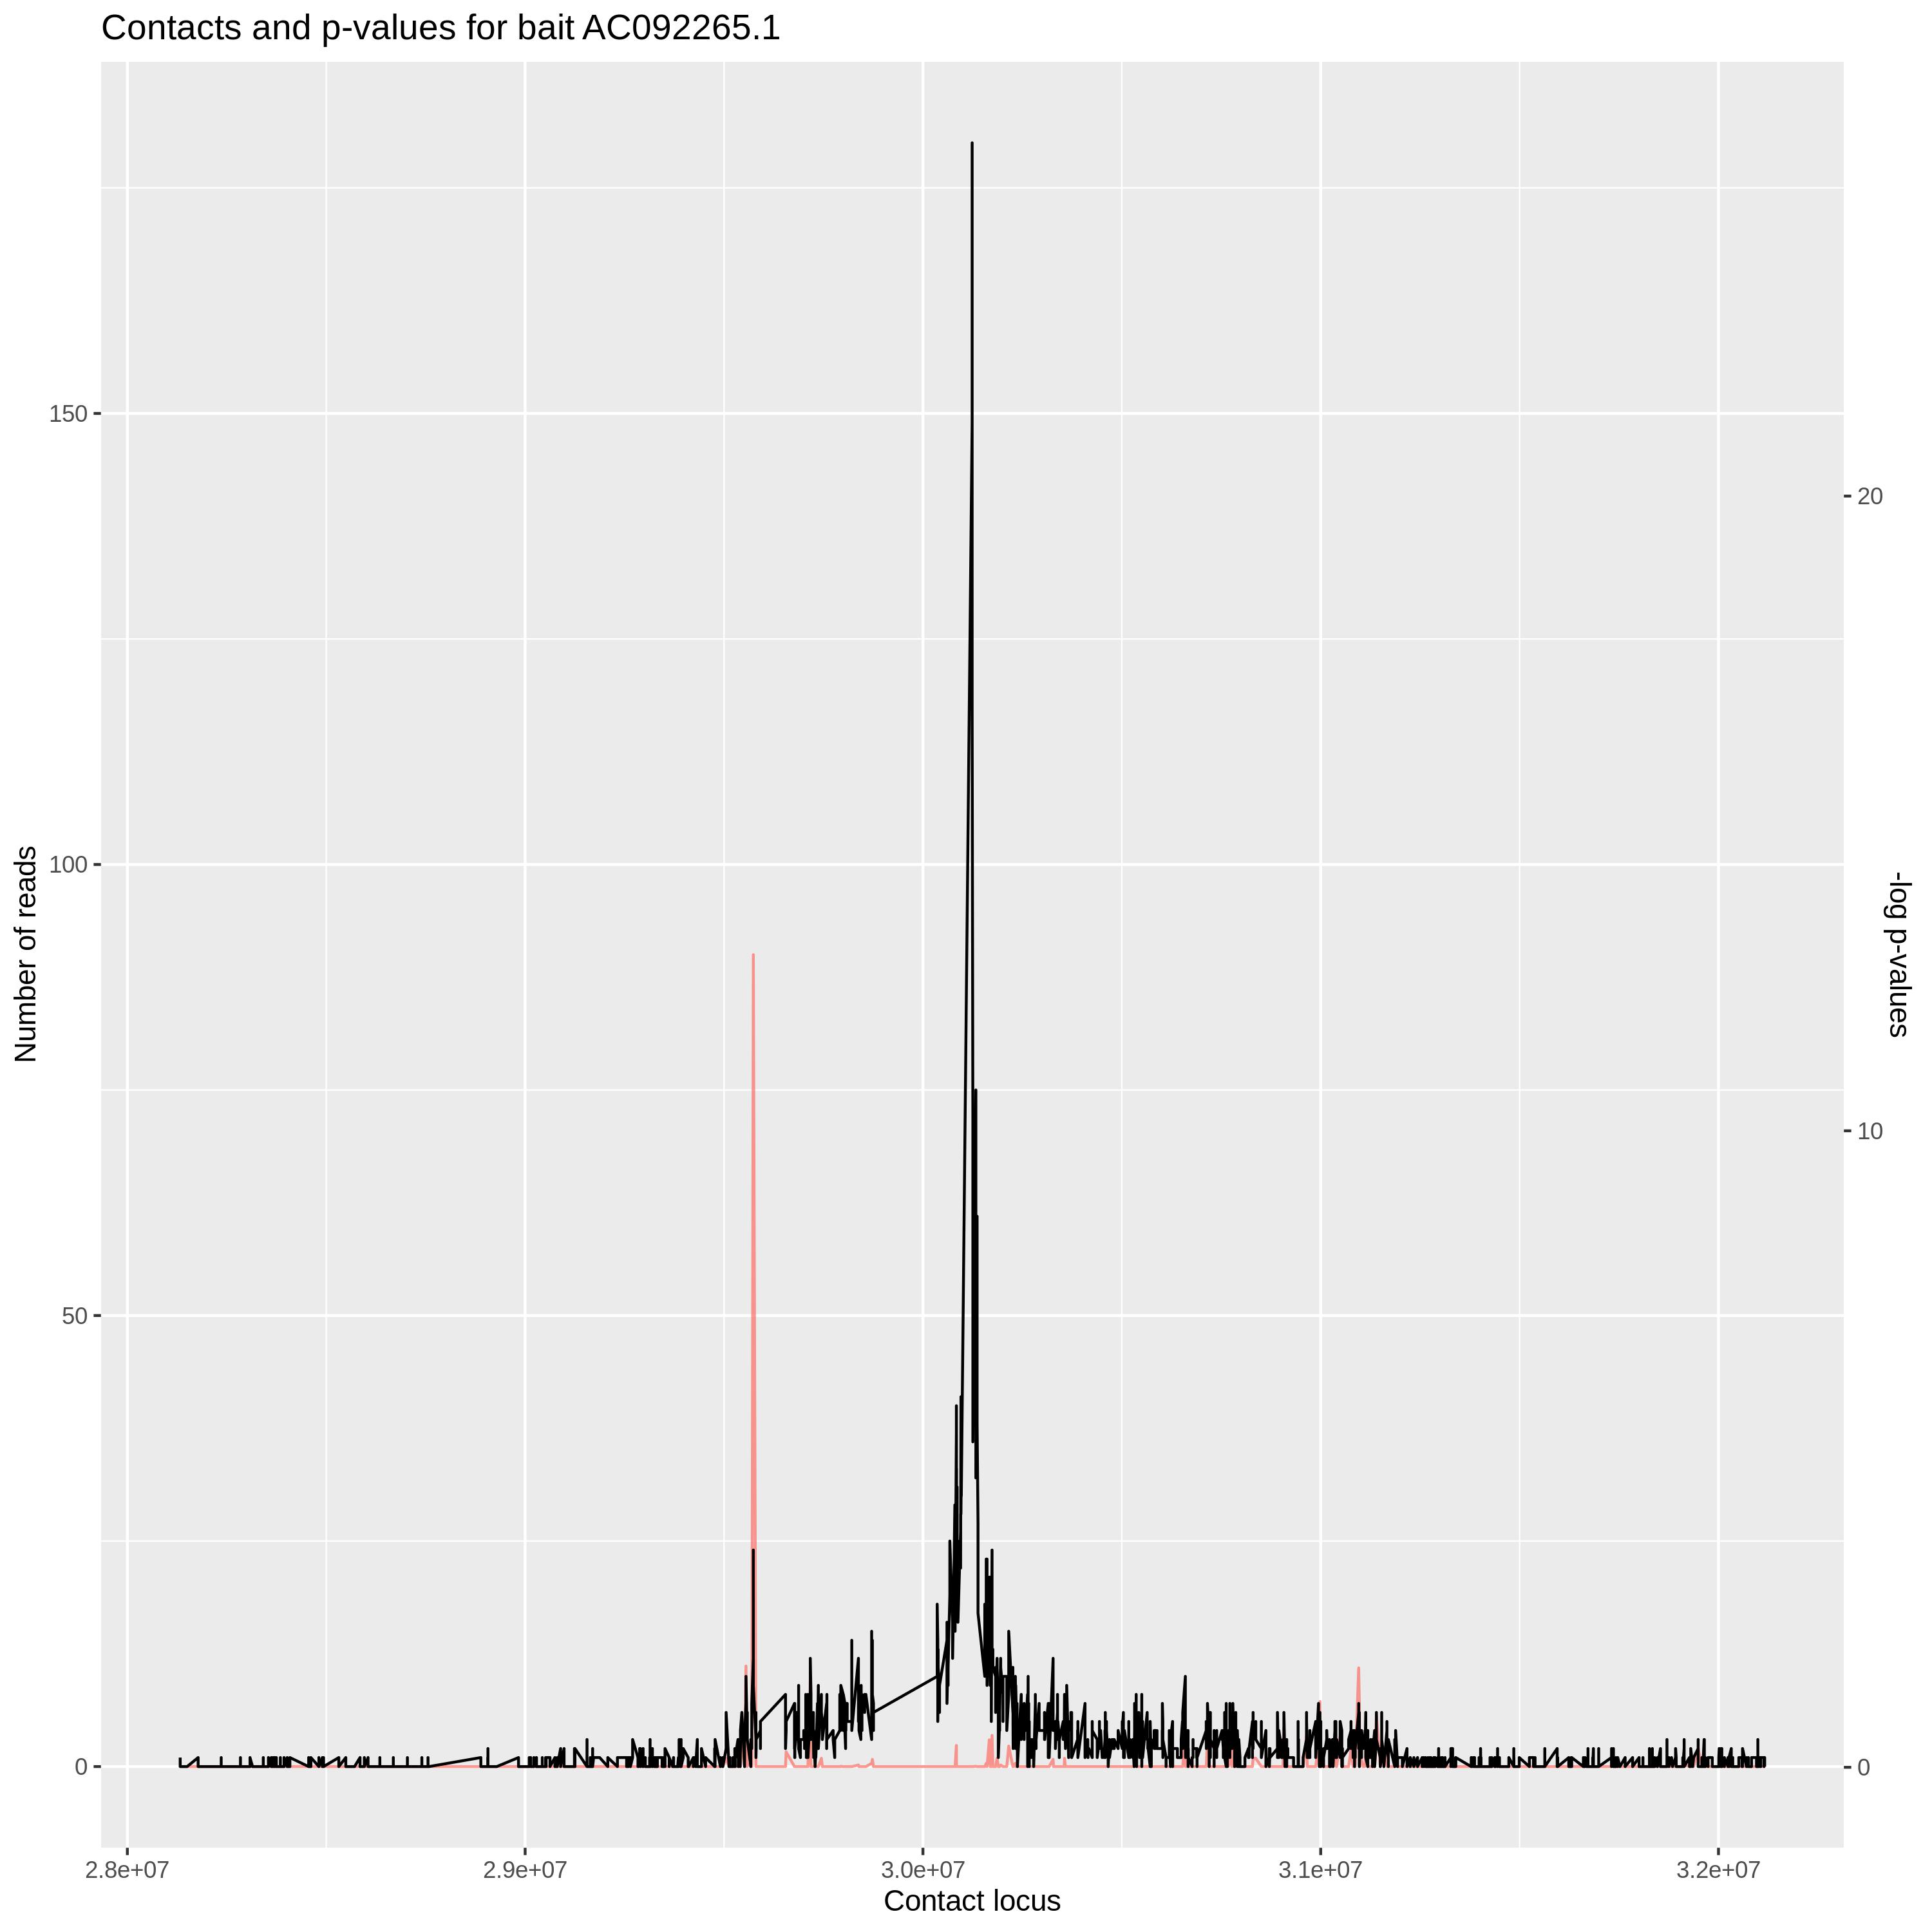 Contacts and p-values for bait AC092265.1
Number of reads
150
100
50
0
20
10
0
-log p-values
2.8e+07
2.9e+07
3.0e+07
3.1e+07
3.2e+07
Contact locus